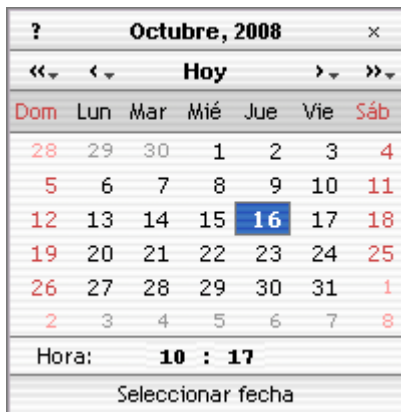 ? Octubre, 2008 ×
‹‹ ‹ Hoy › ››
Dom Lun Mar Mié Jue Vie Sáb
28 29 30 1 2 3 4
5 6 7 8 9 10 11
12 13 14 15 16 17 18
19 20 21 22 23 24 25
26 27 28 29 30 31 1
2 3 4 5 6 7 8
Hora: 10 : 17
Seleccionar fecha